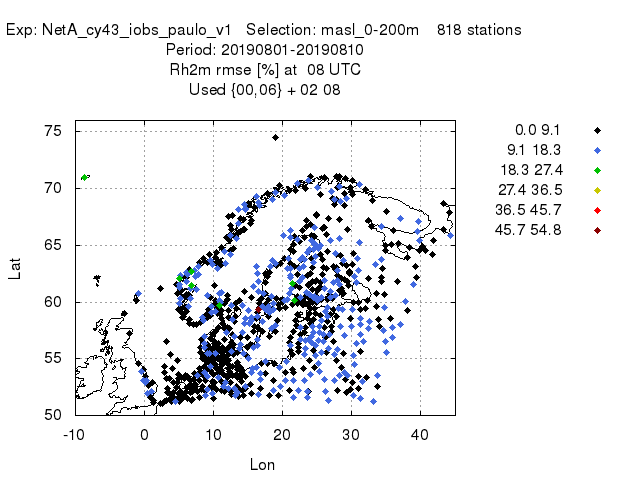 Exp: NetA_cy43_iobs_paulo_v1 Selection: masl_0-200m 818 stations
Period: 20190801-20190810
Rh2m rmse [%] at 08 UTC
Used {00,06} + 02 08
0.0 9.1
9.1 18.3
18.3 27.4
27.4 36.5
36.5 45.7
45.7 54.8
75
70
65
60
55
50
Lat
-10 0 10 20 30 40
Lon